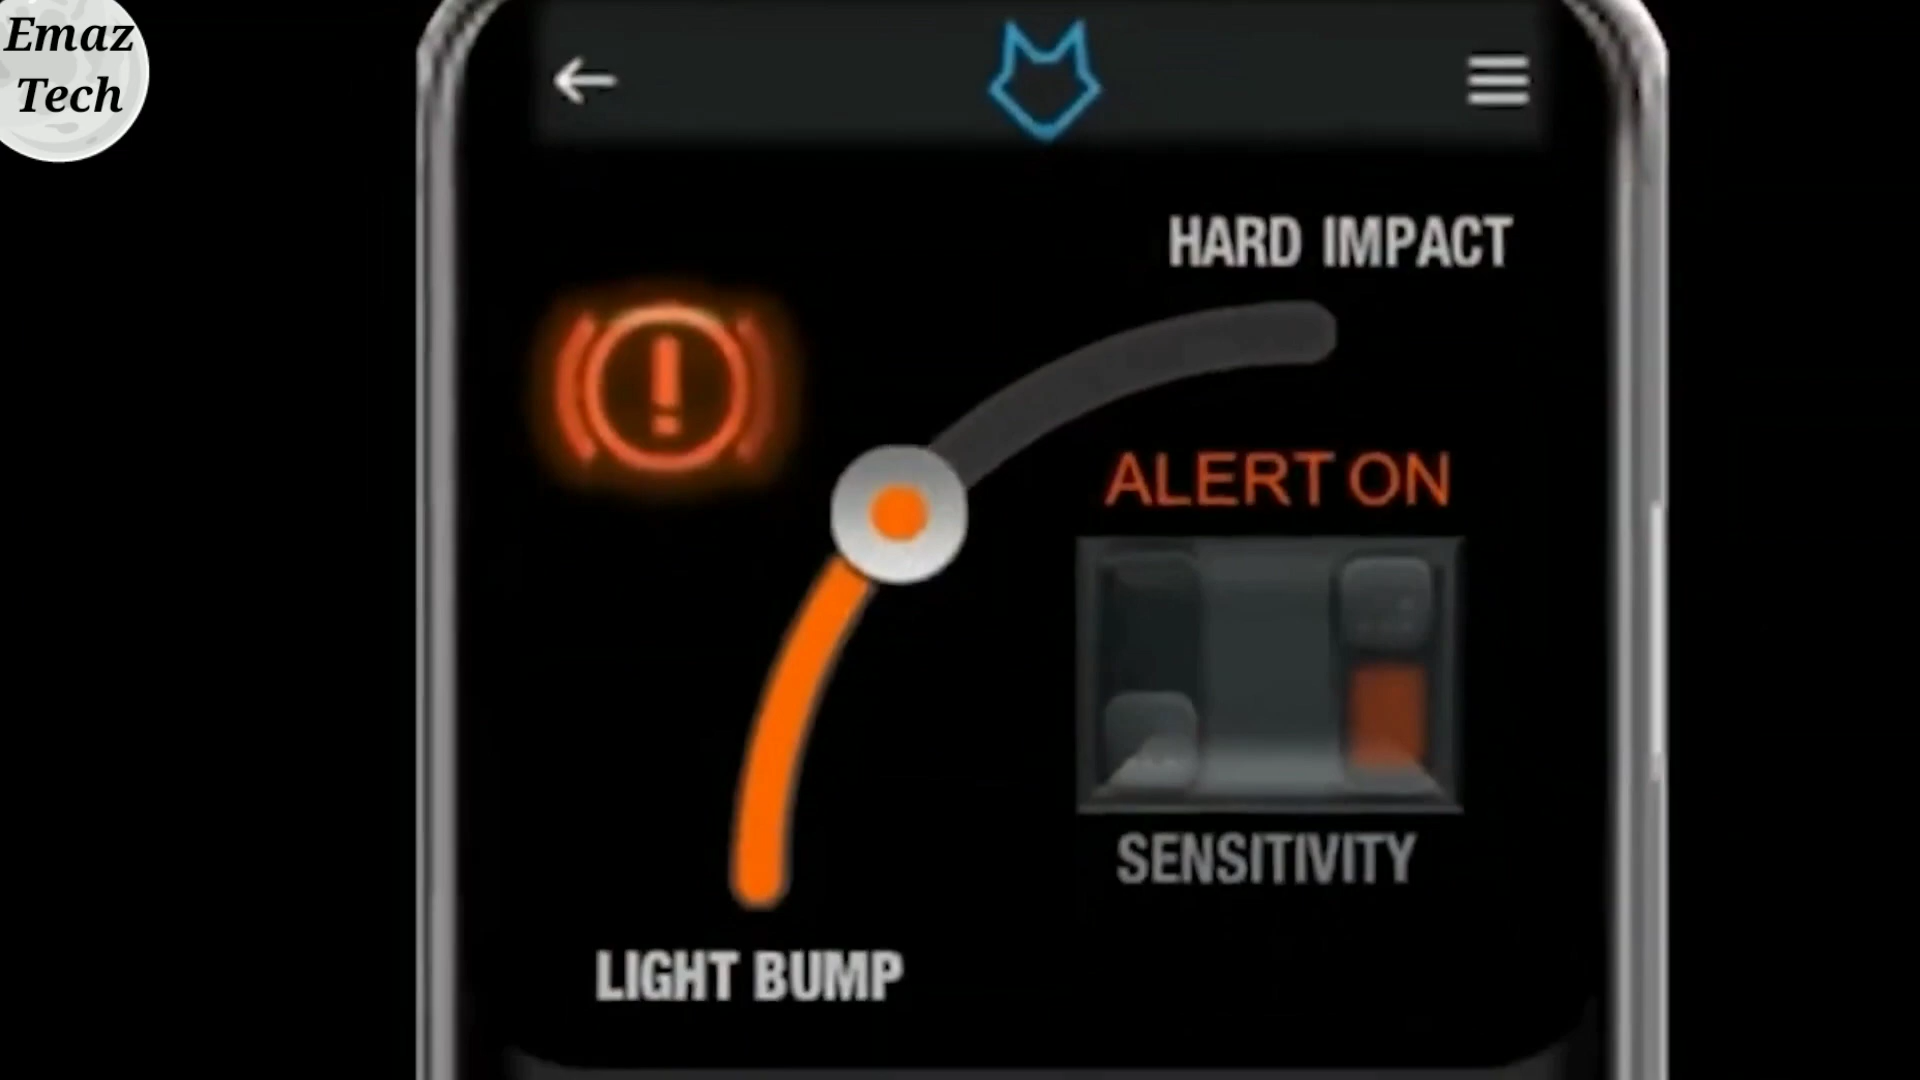 Emaz
Tech
HARD IMPACT
ALERT ON
SENSITIVITY
LIGHT BUMP